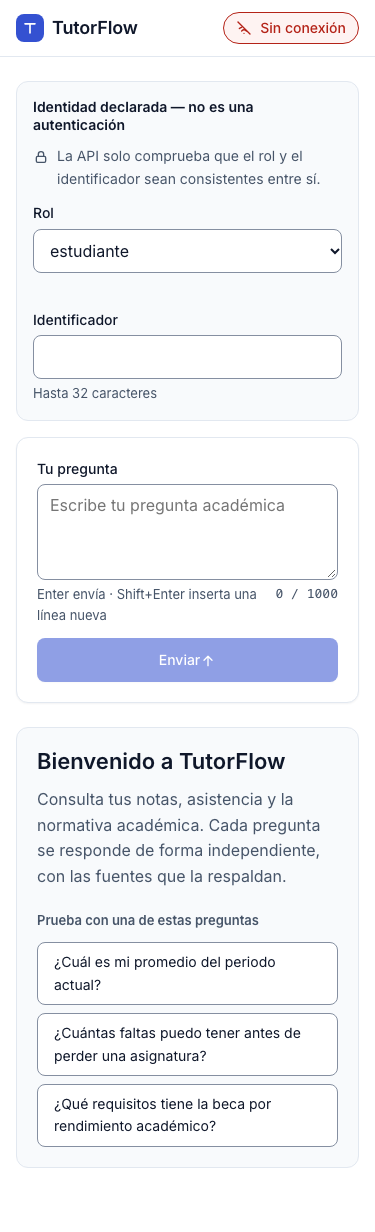 T TutorFlow
Sin conexión
Identidad declarada — no es una
autenticación
La API solo comprueba que el rol y el
identificador sean consistentes entre sí.
Rol
estudiante
Identificador
Hasta 32 caracteres
Tu pregunta
Escribe tu pregunta académica
Enter envía · Shift+Enter inserta una
línea nueva
0 / 1000
Enviar↑
Bienvenido a TutorFlow
Consulta tus notas, asistencia y la
normativa académica. Cada pregunta
se responde de forma independiente,
con las fuentes que la respaldan.
Prueba con una de estas preguntas
¿Cuál es mi promedio del periodo
actual?
¿Cuántas faltas puedo tener antes de
perder una asignatura?
¿Qué requisitos tiene la beca por
rendimiento académico?